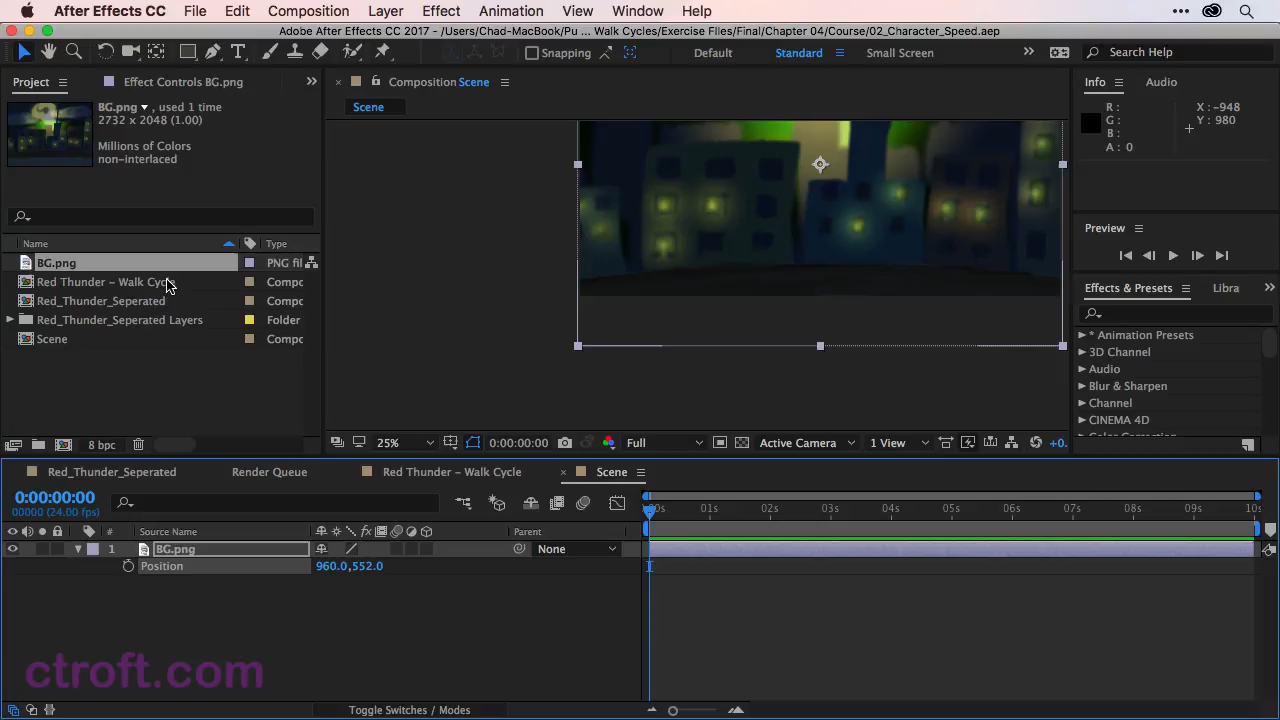 After Effects CC File Edit Composition Layer Effect Animation View Window Help
Adobe After Effects CC 2017 - /Users/Chad-MacBook/Pu ... Walk Cycles/Exercise Files/Final/Chapter 04/Course/02_Character_Speed.aep
Snapping Default Standard Small Screen Search Help
Project Effect Controls BG.png
BG.png , used 1 time
2732 x 2048 (1.00)
Millions of Colors
non-interlaced
Name Type
BG.png PNG fil
Red Thunder - Walk Cyc Compo
Red_Thunder_Seperated Compo
Red_Thunder_Seperated Layers Folder
Scene Compo
8 bpc
Composition Scene
Scene
25% 0:00:00:00 Full Active Camera 1 View +0.
Info Audio
R: X: -948
G: Y: 980
B:
A: 0
Preview
Effects & Presets Libra
* Animation Presets
3D Channel
Audio
Blur & Sharpen
Channel
CINEMA 4D
Red_Thunder_Seperated Render Queue Red Thunder - Walk Cycle Scene
0:00:00:00
00000 (24.00 fps)
:00s 01s 02s 03s 04s 05s 06s 07s 08s 09s 10s
# Source Name Parent
1 BG.png None
Position 960.0,552.0
ctroft.com
Toggle Switches / Modes